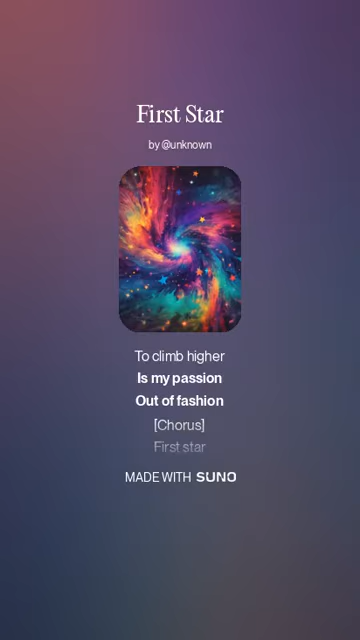 First Star
by @unknown
To climb higher
Is my passion
Out of fashion
[Chorus]
First star
MADE WITH SUNO